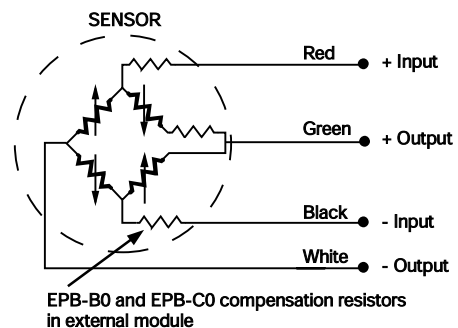 SENSOR
Red
+ Input
Green
+ Output
Black
- Input
White
- Output
EPB-B0 and EPB-C0 compensation resistors
in external module